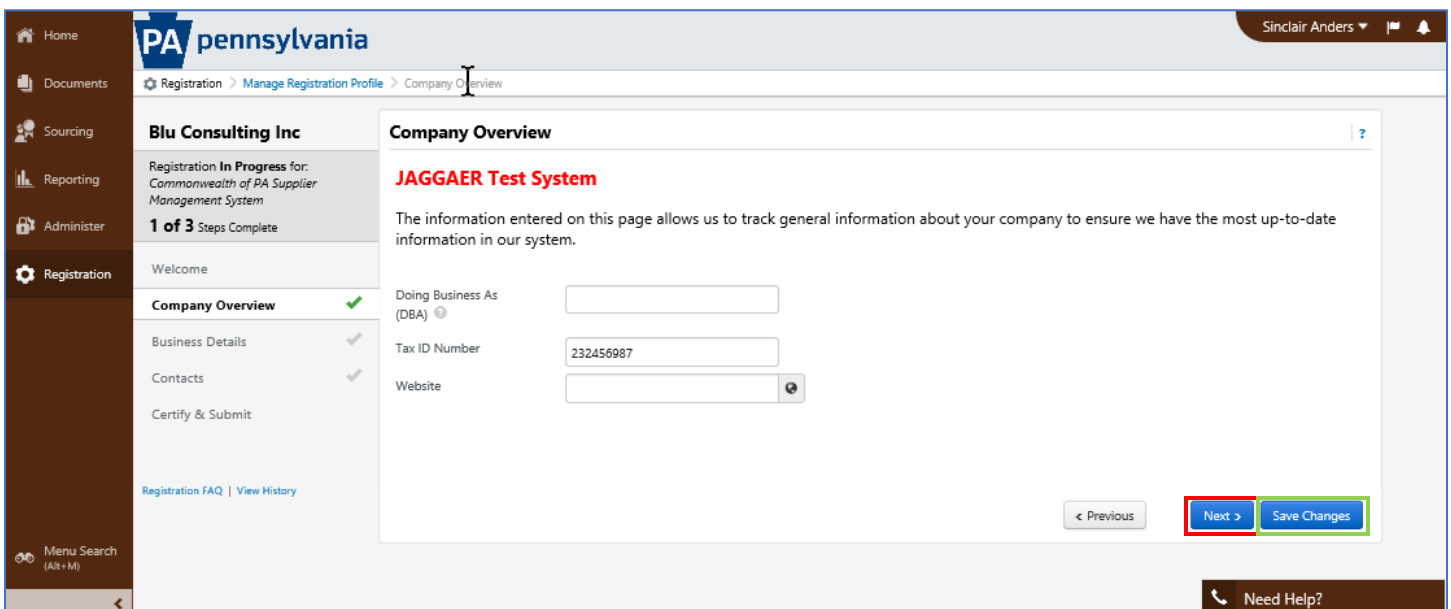 Home
Documents
Sourcing
Reporting
Administer
Registration
Menu Search
(Alt+M)
PA pennsylvania
Sinclair Anders
Registration > Manage Registration Profile > Company Overview
Blu Consulting Inc
Registration In Progress for:
Commonwealth of PA Supplier
Management System
1 of 3 Steps Complete
Welcome
Company Overview
Business Details
Contacts
Certify & Submit
Registration FAQ | View History
Company Overview
?
JAGGAER Test System
The information entered on this page allows us to track general information about your company to ensure we have the most up-to-date
information in our system.
Doing Business As
(DBA) ?
Tax ID Number 232456987
Website
< Previous Next > Save Changes
Need Help?